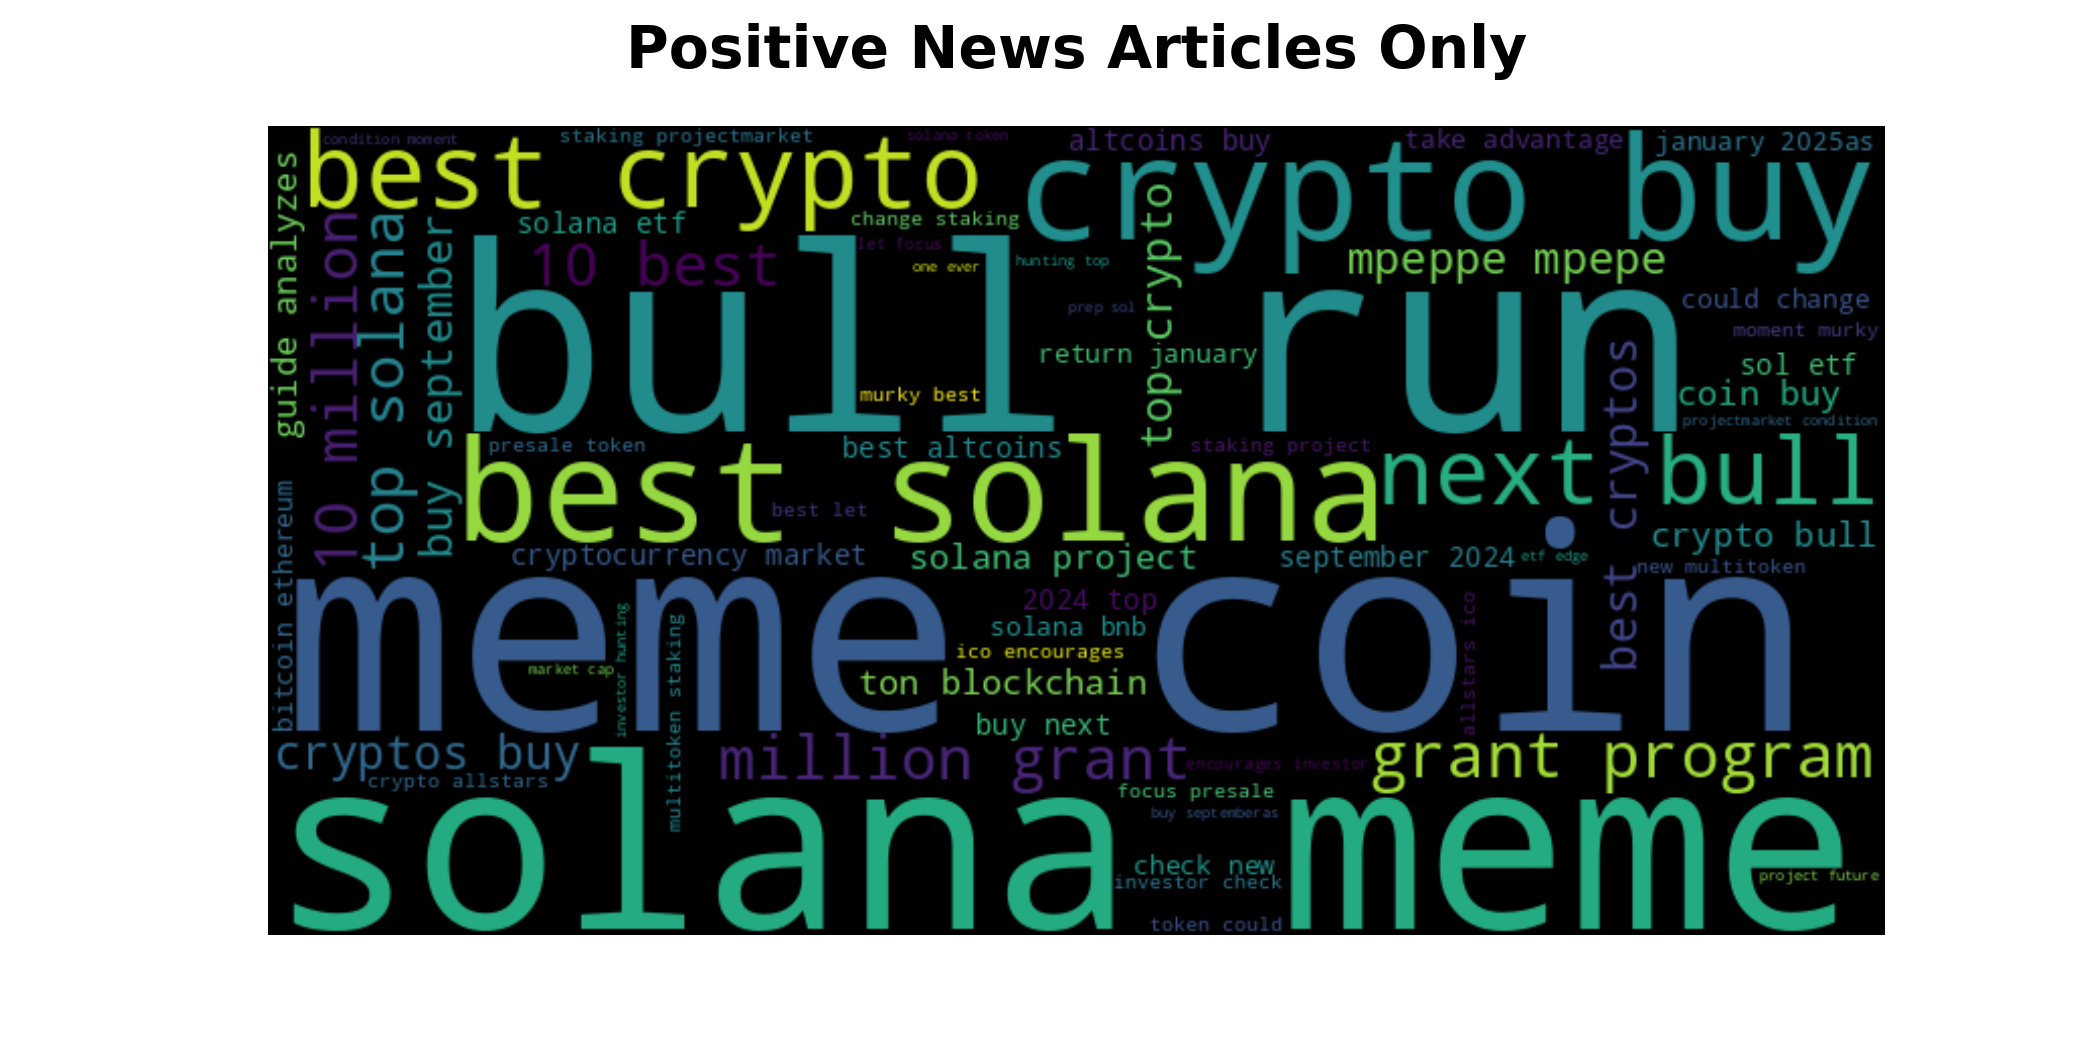 Positive News Articles Only
condition moment
staking projectmarket
solana token
altcoins buy
take advantage
january 2025as
best crypto
crypto buy
guide analyzes
10 million
top solana
buy september
solana etf
change staking
10 best
let focus
one ever
hunting top
mpeppe mpepe
bull run
prep sol
top crypto
could change
moment murky
return january
sol etf
murky best
coin buy
projectmarket condition
best cryptos
presale token
best altcoins
staking project
best solana
next bull
best let
crypto bull
cryptocurrency market
solana project
september 2024
etf edge
new multitoken
bitcoin ethereum
meme coin
2024 top
solana bnb
ico encourages
market cap
investor hunting
multitoken staking
ton blockchain
allstars ico
buy next
cryptos buy
crypto allstars
million grant
encourages investor
grant program
focus presale
buy septemberas
solana meme
check new
investor check
project future
token could